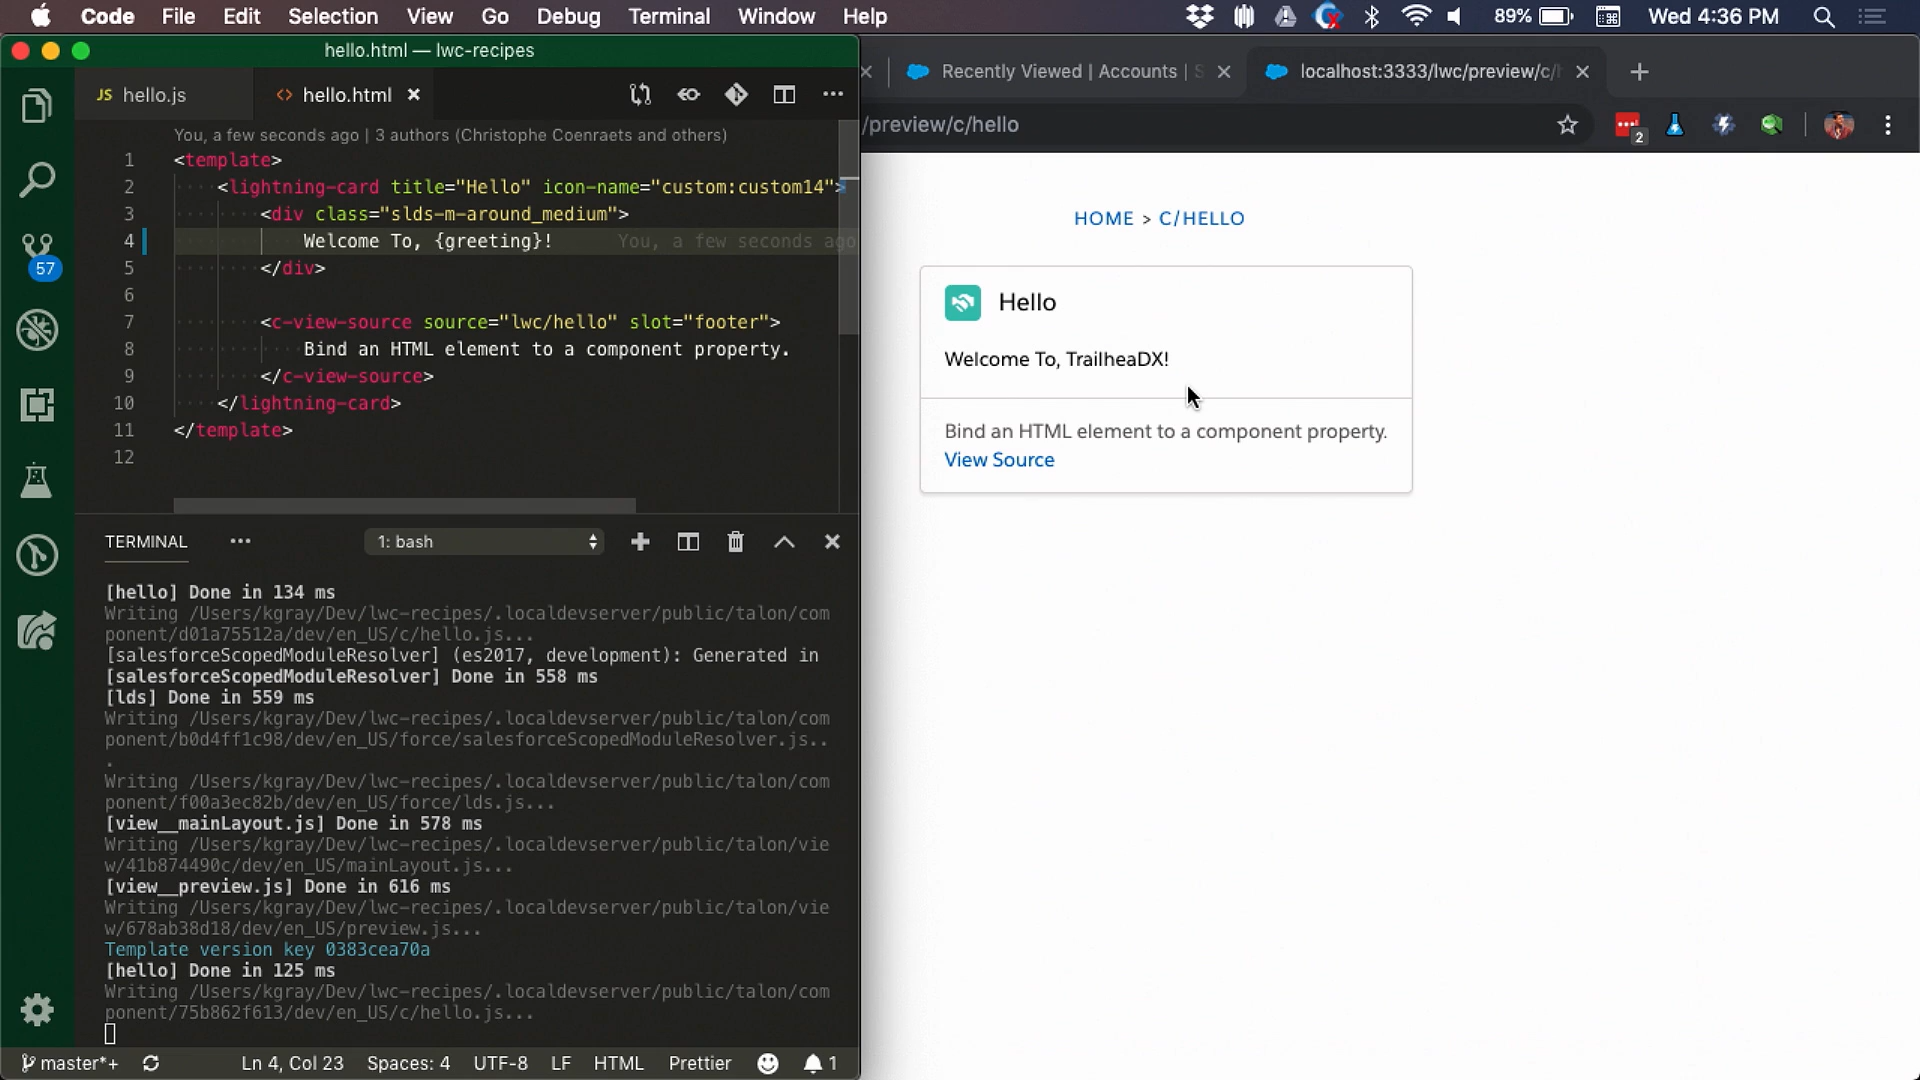 Code File Edit Selection View Go Debug Terminal Window Help 89% Wed 4:36 PM
hello.html — lwc-recipes
JS hello.js <> hello.html
Recently Viewed | Accounts |
localhost:3333/lwc/preview/c/
/preview/c/hello
2
You, a few seconds ago | 3 authors (Christophe Coenraets and others)
1 <template>
2 <lightning-card title="Hello" icon-name="custom:custom14">
3 <div class="slds-m-around_medium">
4 Welcome To, {greeting}! You, a few seconds ago
5 </div>
6
7 <c-view-source source="lwc/hello" slot="footer">
8 Bind an HTML element to a component property.
9 </c-view-source>
10 </lightning-card>
11 </template>
12
57
TERMINAL 1: bash
[hello] Done in 134 ms
Writing /Users/kgray/Dev/lwc-recipes/.localdevserver/public/talon/com
ponent/d01a75512a/dev/en_US/c/hello.js...
[salesforceScopedModuleResolver] (es2017, development): Generated in
[salesforceScopedModuleResolver] Done in 558 ms
[lds] Done in 559 ms
Writing /Users/kgray/Dev/lwc-recipes/.localdevserver/public/talon/com
ponent/b0d4ff1c98/dev/en_US/force/salesforceScopedModuleResolver.js..
.
Writing /Users/kgray/Dev/lwc-recipes/.localdevserver/public/talon/com
ponent/f00a3ec82b/dev/en_US/force/lds.js...
[view__mainLayout.js] Done in 578 ms
Writing /Users/kgray/Dev/lwc-recipes/.localdevserver/public/talon/vie
w/41b874490c/dev/en_US/mainLayout.js...
[view__preview.js] Done in 616 ms
Writing /Users/kgray/Dev/lwc-recipes/.localdevserver/public/talon/vie
w/678ab38d18/dev/en_US/preview.js...
Template version key 0383cea70a
[hello] Done in 125 ms
Writing /Users/kgray/Dev/lwc-recipes/.localdevserver/public/talon/com
ponent/75b862f613/dev/en_US/c/hello.js...
master*+ Ln 4, Col 23 Spaces: 4 UTF-8 LF HTML Prettier 1
HOME > C/HELLO
Hello
Welcome To, TrailheaDX!
Bind an HTML element to a component property.
View Source